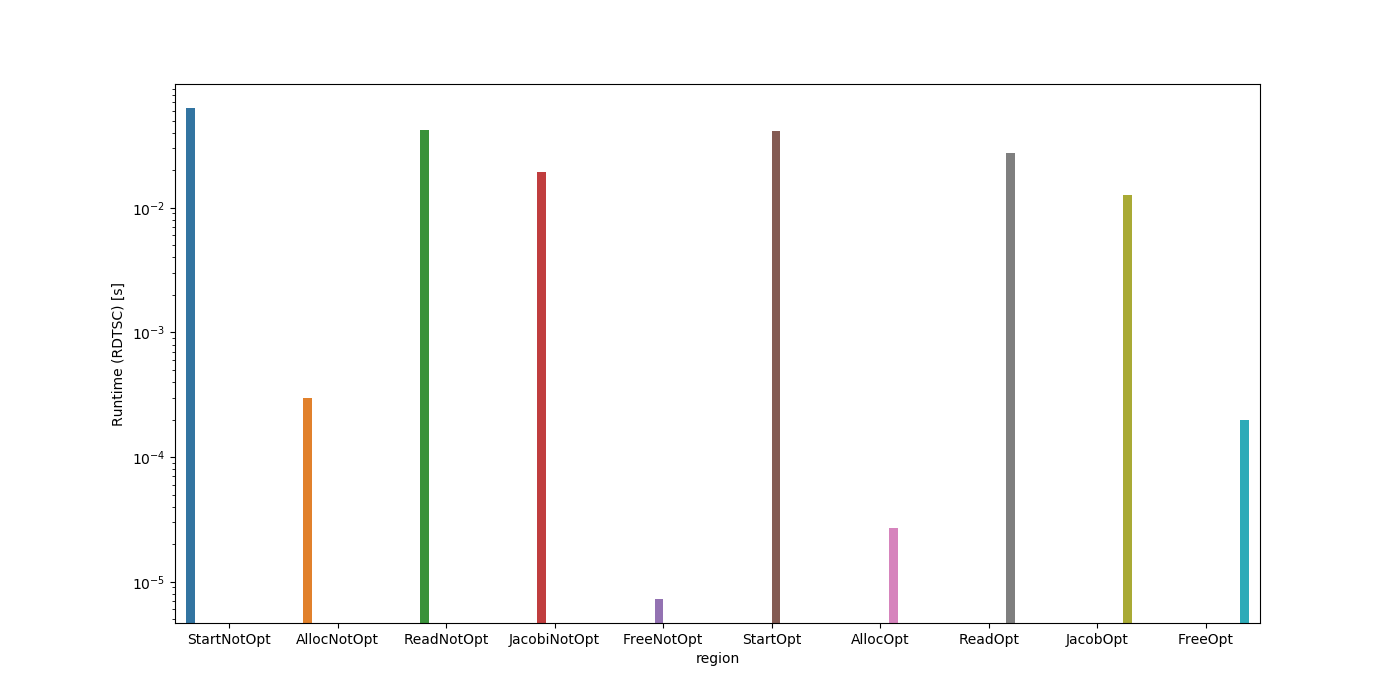 Runtime (RDTSC) [s]
10⁻²
10⁻³
10⁻⁴
10⁻⁵
StartNotOpt AllocNotOpt ReadNotOpt JacobiNotOpt FreeNotOpt StartOpt AllocOpt ReadOpt JacobOpt FreeOpt
region